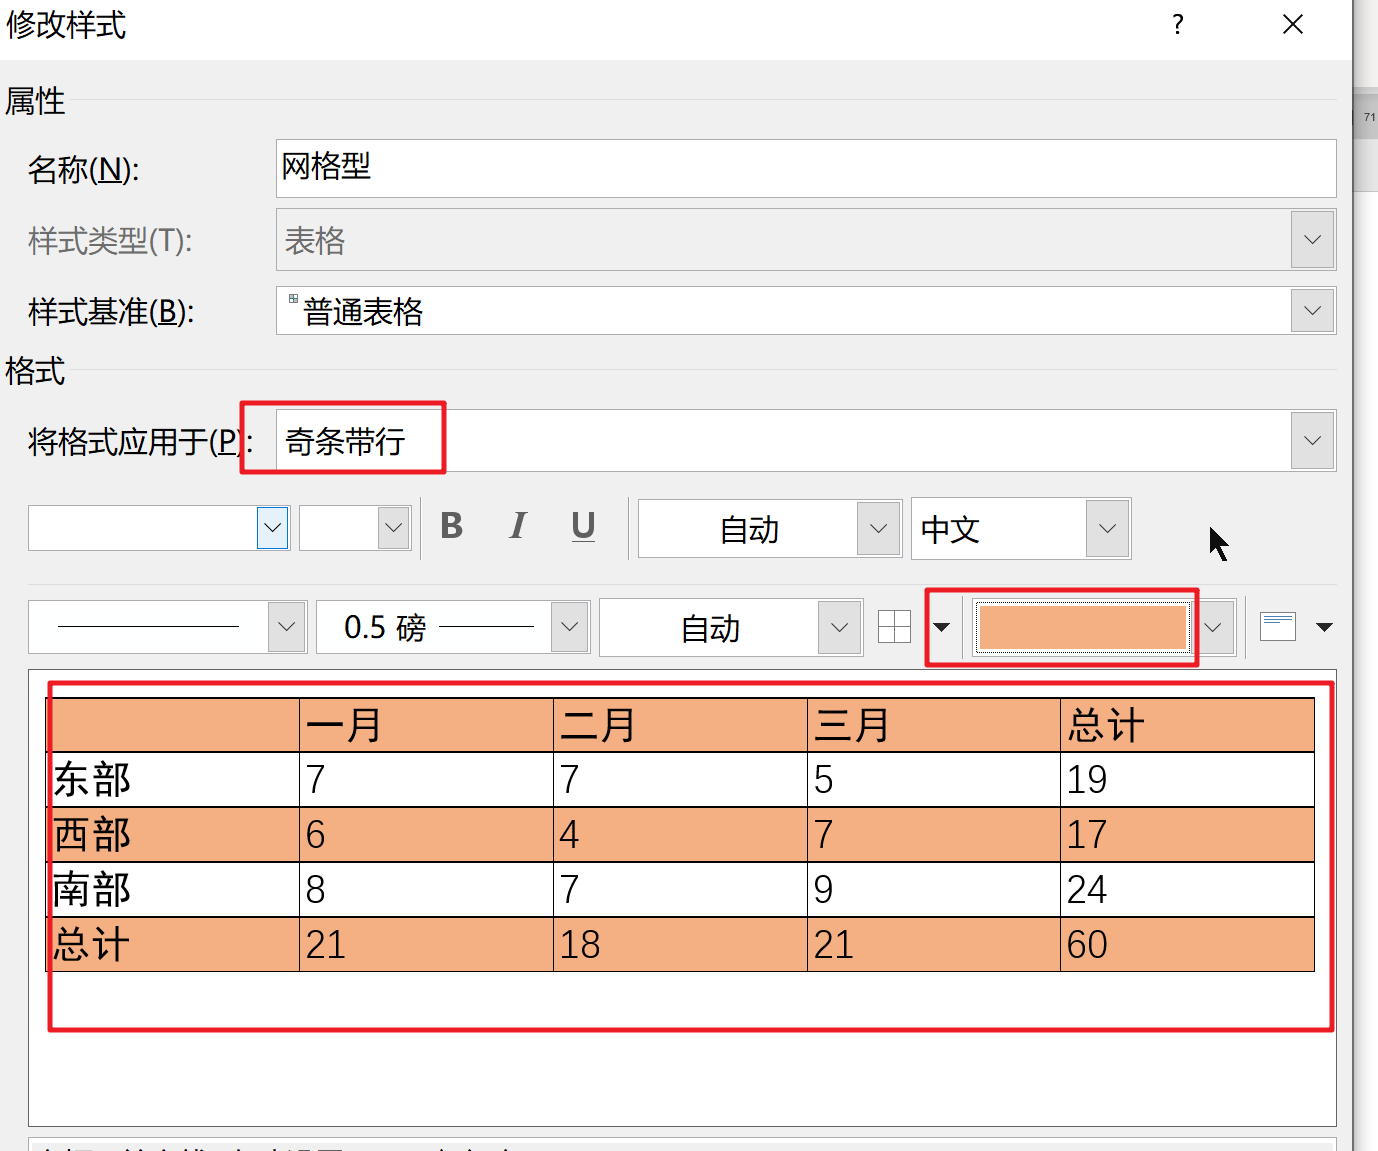 修改样式 ?
71
属性
名称(N): 网格型
样式类型(T): 表格
样式基准(B): 普通表格
格式
将格式应用于(P): 奇条带行
B I U 自动 中文
0.5 磅 自动
一月 二月 三月 总计
东部 7 7 5 19
西部 6 4 7 17
南部 8 7 9 24
总计 21 18 21 60